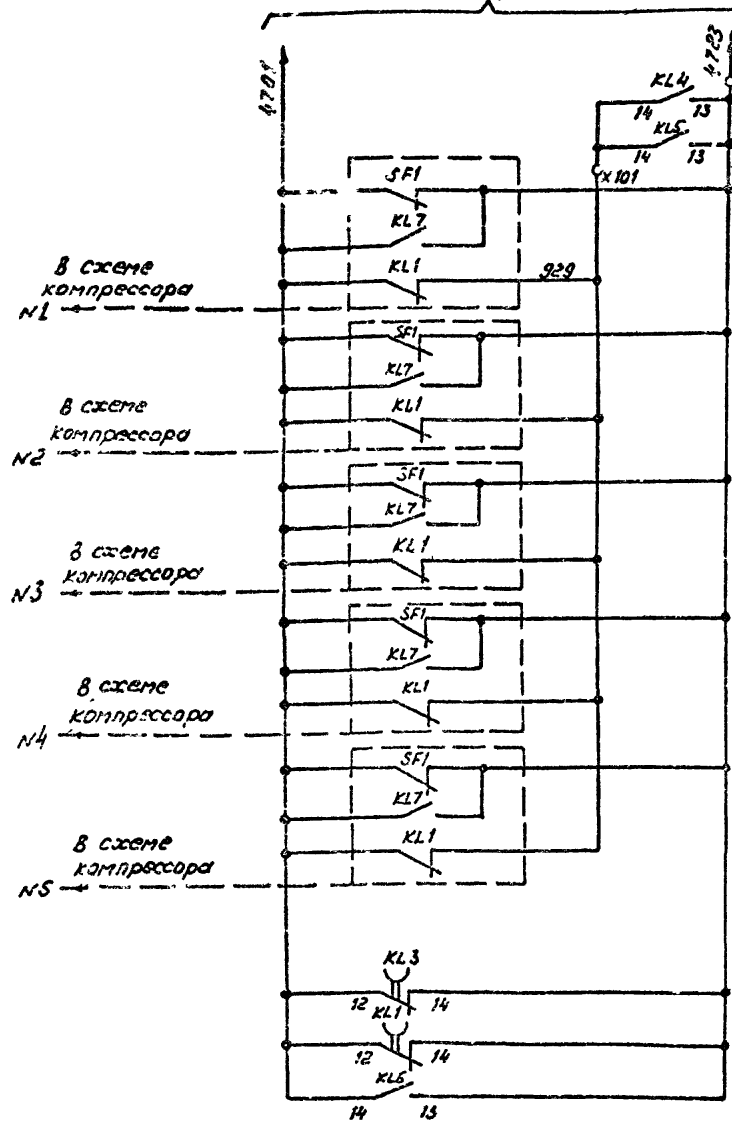 4701
4723
KL4
14 13
KL5
14 13
X101
SF1
KL7
KL1
929
В схеме
компрессора
N1
SF1
KL7
KL1
В схеме
компрессора
N2
SF1
KL7
KL1
В схеме
компрессора
N3
SF1
KL7
KL1
В схеме
компрессора
N4
SF1
KL7
KL1
В схеме
компрессора
N5
KL3
12 14
KL1
12 14
KL6
14 13